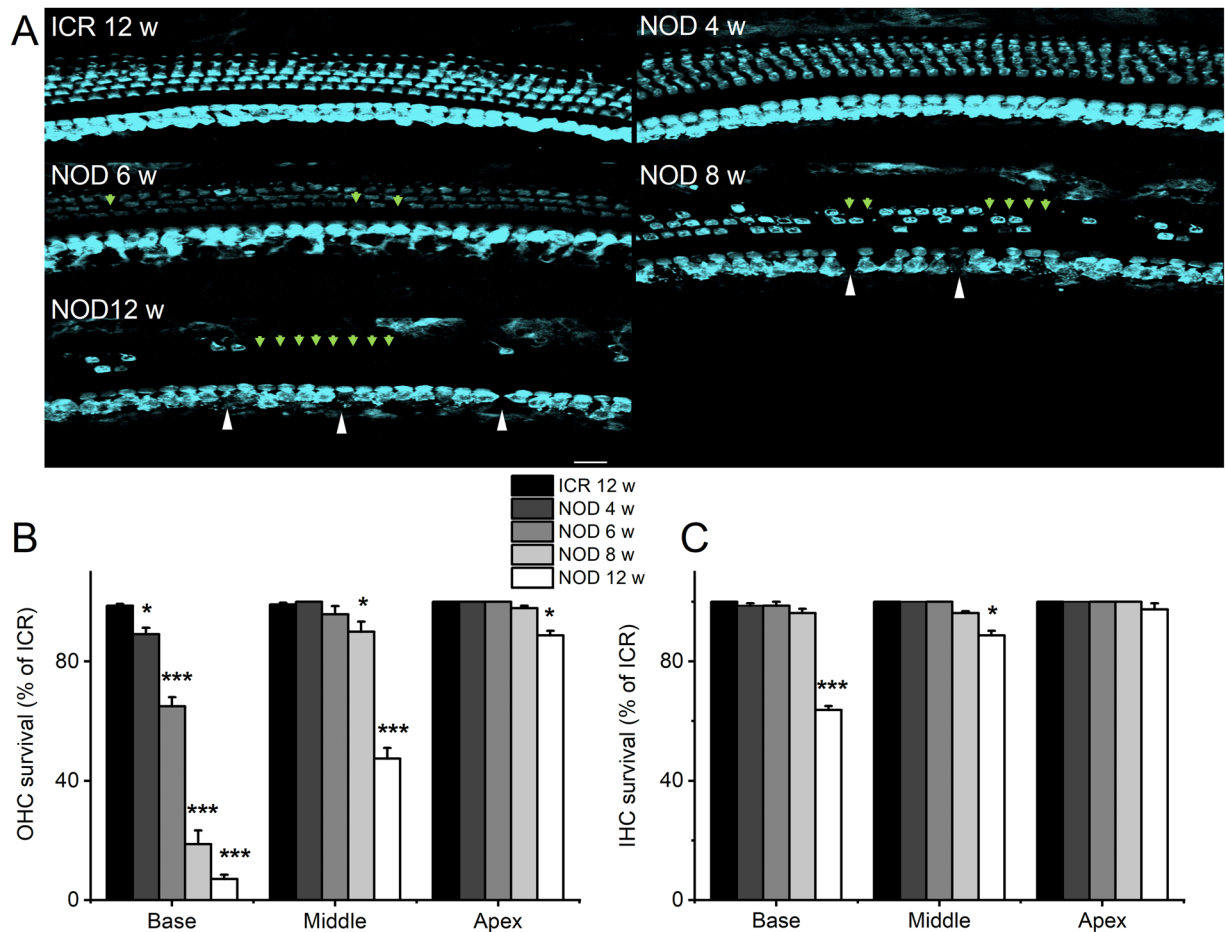 A
ICR 12 w
NOD 4 w
NOD 6 w
NOD 8 w
NOD12 w
ICR 12 w
NOD 4 w
NOD 6 w
NOD 8 w
NOD 12 w
B
OHC survival (% of ICR)
80
40
0
* *** *** ***
* ***
*
Base Middle Apex
C
IHC survival (% of ICR)
80
40
0
***
*
Base Middle Apex